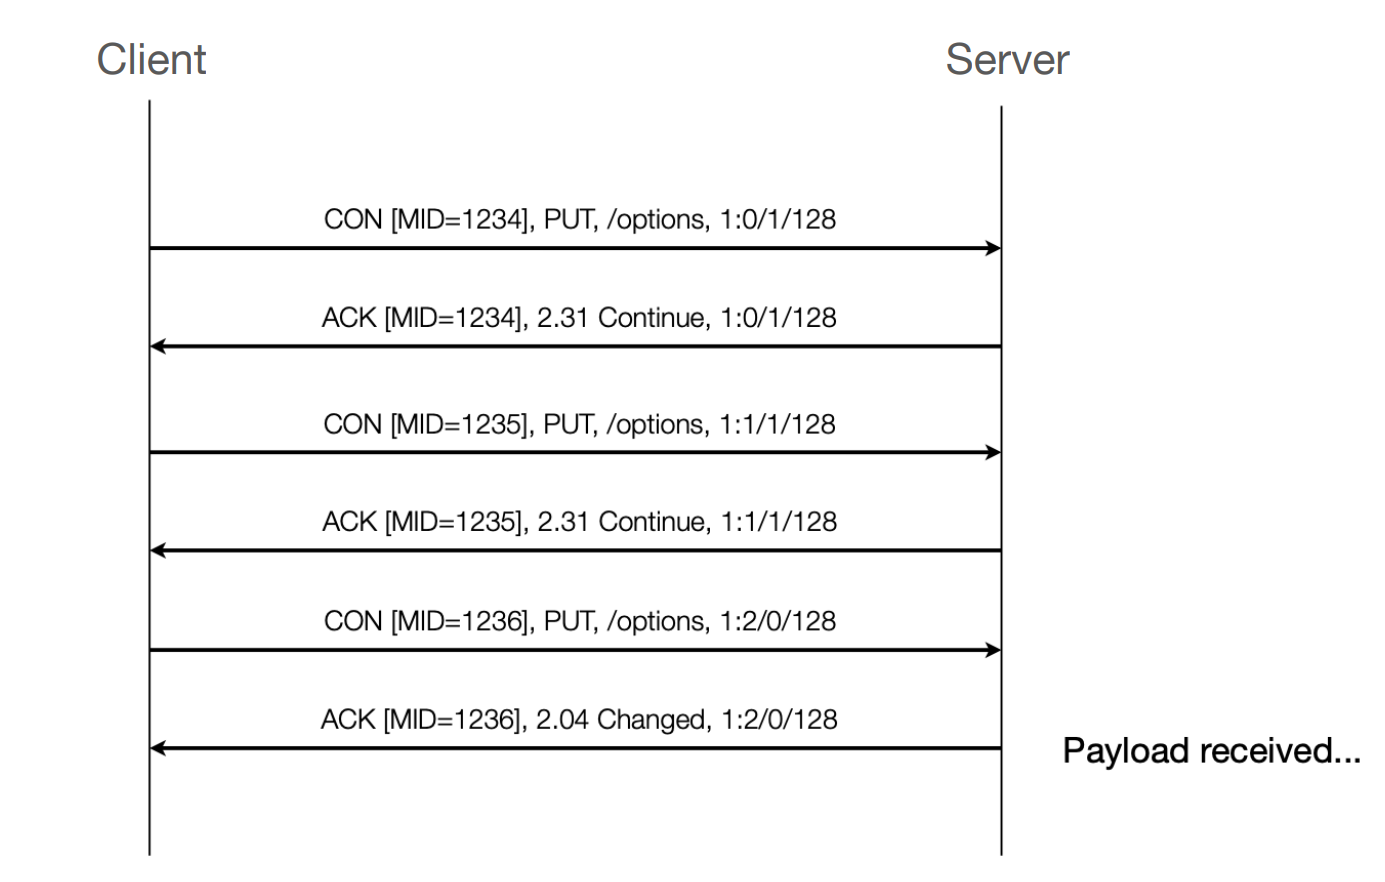 Client
Server
CON [MID=1234], PUT, /options, 1:0/1/128
ACK [MID=1234], 2.31 Continue, 1:0/1/128
CON [MID=1235], PUT, /options, 1:1/1/128
ACK [MID=1235], 2.31 Continue, 1:1/1/128
CON [MID=1236], PUT, /options, 1:2/0/128
ACK [MID=1236], 2.04 Changed, 1:2/0/128
Payload received...